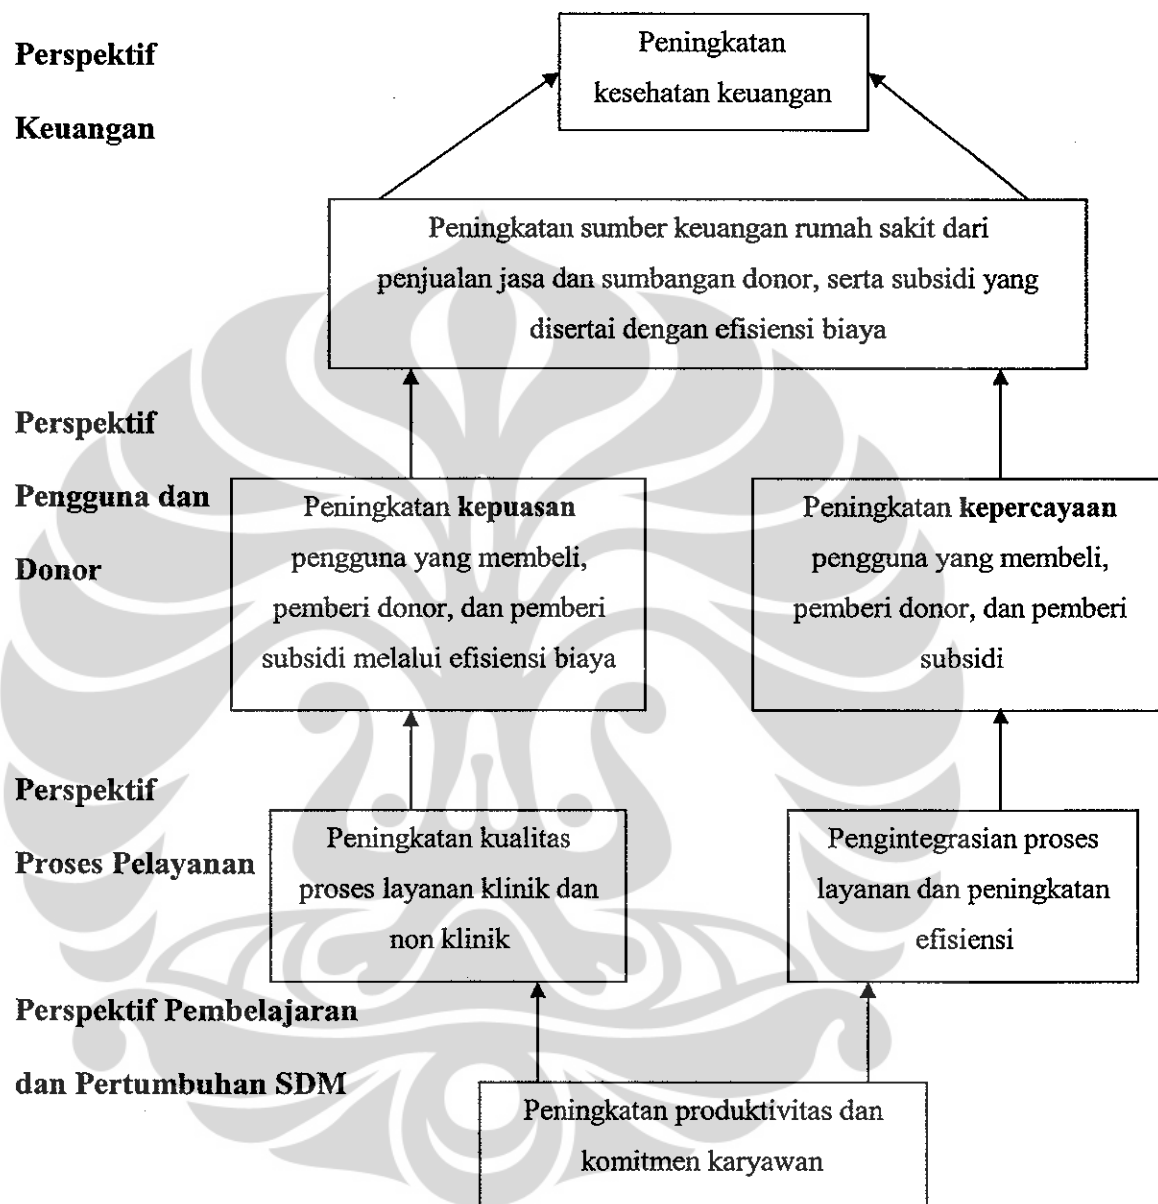 Perspektif
Keuangan
Peningkatan
kesehatan keuangan
Peningkatan sumber keuangan rumah sakit dari
penjualan jasa dan sumbangan donor, serta subsidi yang
disertai dengan efisiensi biaya
Perspektif
Pengguna dan
Donor
Peningkatan kepuasan
pengguna yang membeli,
pemberi donor, dan pemberi
subsidi melalui efisiensi biaya
Peningkatan kepercayaan
pengguna yang membeli,
pemberi donor, dan pemberi
subsidi
Perspektif
Proses Pelayanan
Peningkatan kualitas
proses layanan klinik dan
non klinik
Pengintegrasian proses
layanan dan peningkatan
efisiensi
Perspektif Pembelajaran
dan Pertumbuhan SDM
Peningkatan produktivitas dan
komitmen karyawan